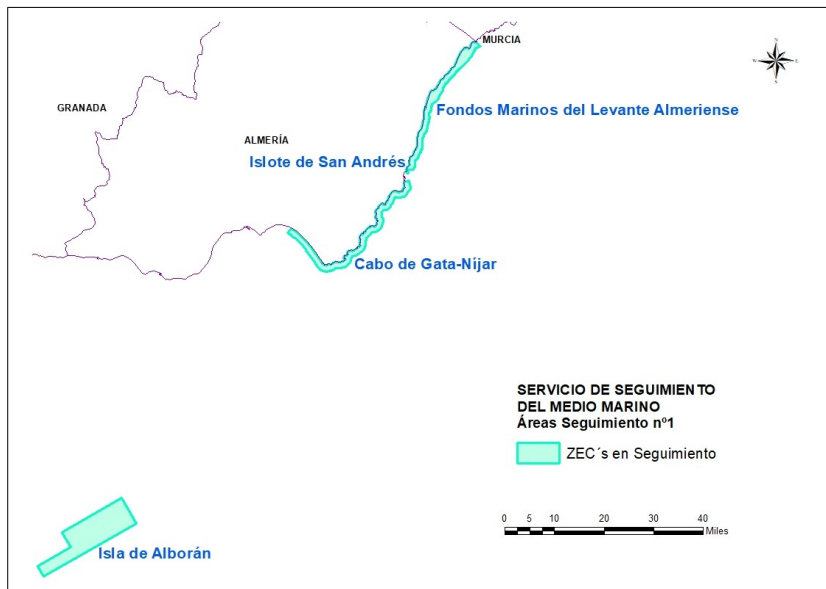 MURCIA
N
W E
S
GRANADA
Fondos Marinos del Levante Almeriense
ALMERÍA
Islote de San Andrés
Cabo de Gata-Níjar
SERVICIO DE SEGUIMIENTO
DEL MEDIO MARINO
Áreas Seguimiento nº1
ZEC´s en Seguimiento
0 5 10 20 30 40
Miles
Isla de Alborán